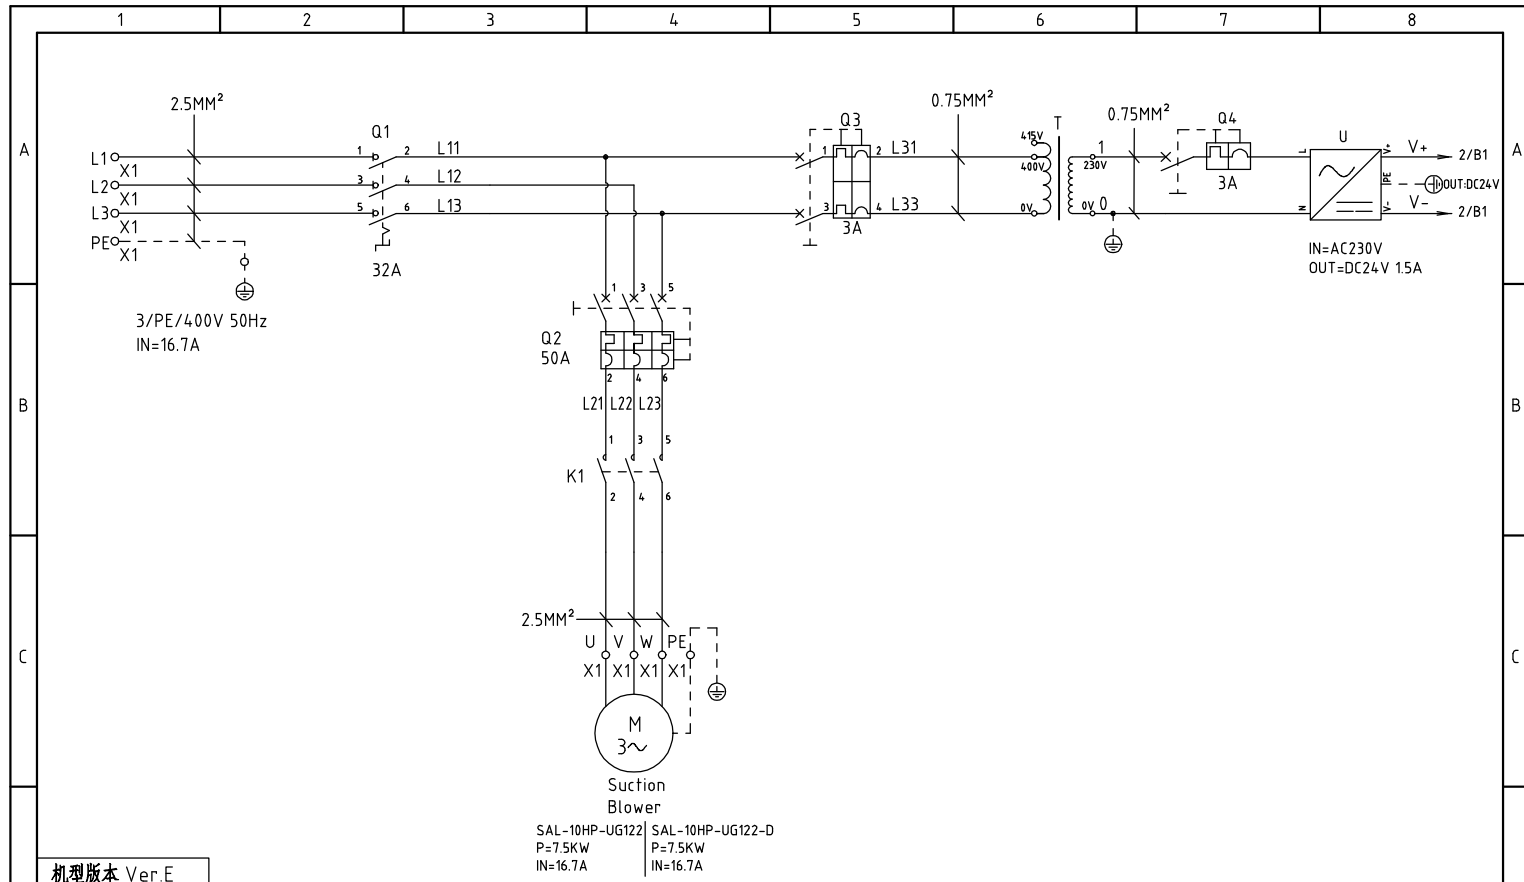 1 2 3 4 5 6 7 8
A A
B B
C C
2.5MM²
L1 X1
L2 X1
L3 X1
PE X1
3/PE/400V 50Hz
IN=16.7A
Q1
1 2 L11
3 4 L12
5 6 L13
32A
Q3
1 2 L31
3 4 L33
3A
0.75MM²
T
415V
400V
0V
1
230V
0V 0
0.75MM²
Q4
3A
U
L V+ V+ 2/B1
PE OUT:DC24V
N V- V- 2/B1
IN=AC230V
OUT=DC24V 1.5A
1 3 5
Q2
50A
2 4 6
L21 L22 L23
1 3 5
K1
2 4 6
2.5MM²
U V W PE
X1 X1 X1 X1
M
3~
Suction
Blower
SAL-10HP-UG122 SAL-10HP-UG122-D
P=7.5KW P=7.5KW
IN=16.7A IN=16.7A
机型版本 Ver.E